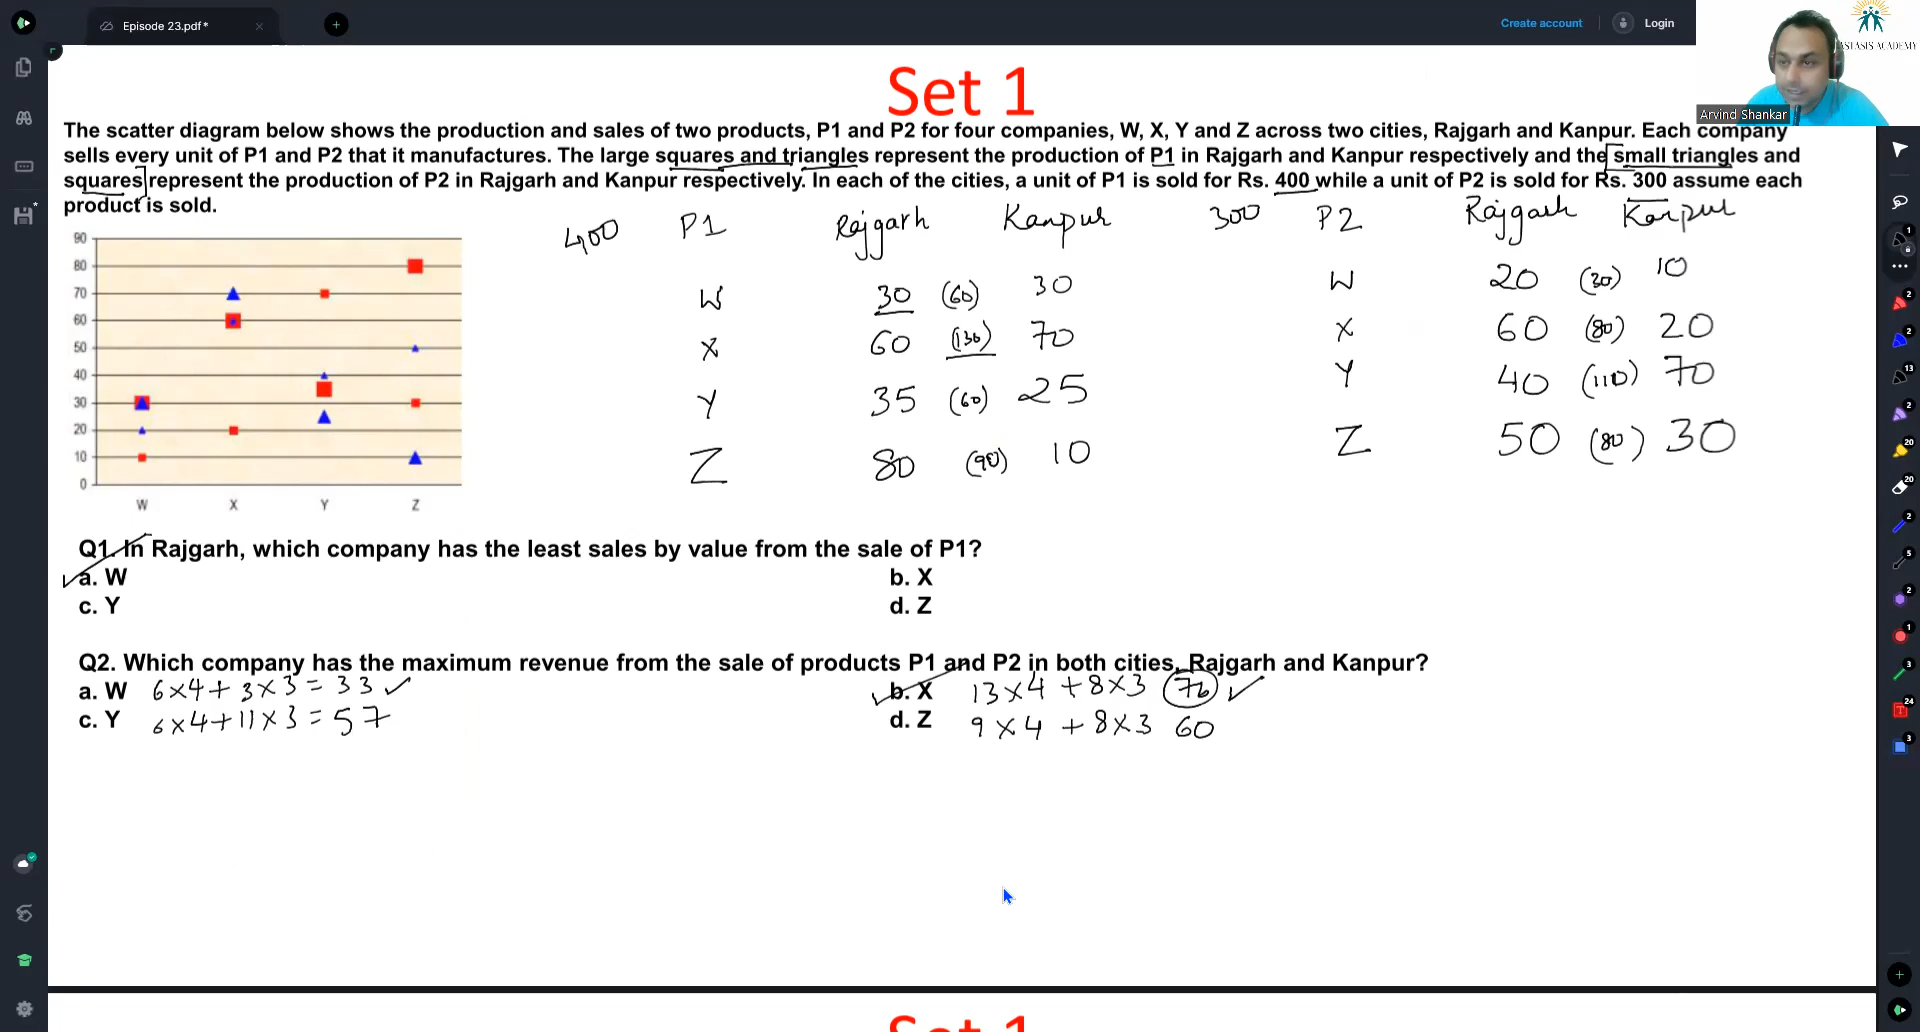 Episode 23.pdf*
Create account
Login
ASTASIS ACADEMY
Arvind Shankar
Set 1
The scatter diagram below shows the production and sales of two products, P1 and P2 for four companies, W, X, Y and Z across two cities, Rajgarh and Kanpur. Each company
sells every unit of P1 and P2 that it manufactures. The large squares and triangles represent the production of P1 in Rajgarh and Kanpur respectively and the small triangles and
squares represent the production of P2 in Rajgarh and Kanpur respectively. In each of the cities, a unit of P1 is sold for Rs. 400 while a unit of P2 is sold for Rs. 300 assume each
product is sold.
400 P1 Rajgarh Kanpur 300 P2 Rajgarh Kanpur
W 30 (60) 30 W 20 (30) 10
X 60 (130) 70 X 60 (80) 20
Y 35 (60) 25 Y 40 (110) 70
Z 80 (90) 10 Z 50 (80) 30
90
80
70
60
50
40
30
20
10
0
W X Y Z
Q1. In Rajgarh, which company has the least sales by value from the sale of P1?
a. W b. X
c. Y d. Z
Q2. Which company has the maximum revenue from the sale of products P1 and P2 in both cities, Rajgarh and Kanpur?
a. W 6×4 + 3×3 = 33 b. X 13×4 + 8×3 76
c. Y 6×4 + 11×3 = 57 d. Z 9×4 + 8×3 60
Set 1